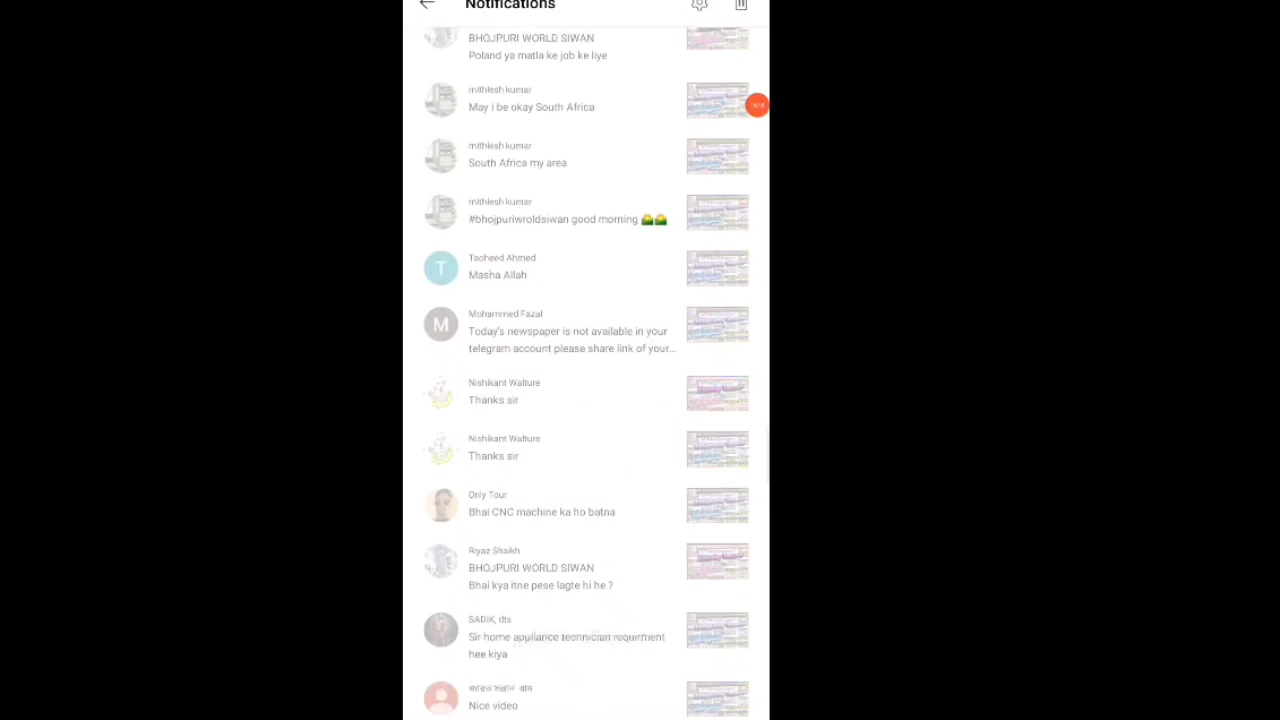 Notifications
BHOJPURI WORLD SIWAN
Poland ya matla ke job ke liye
mithlesh kumar
May I be okay South Africa
mithlesh kumar
South Africa my area
mithlesh kumar
#bhojpuriwroldsiwan good morning 🌄🌄
Taoheed Ahmed
Masha Allah
M
Mohammed Fazal
Today's newspaper is not available in your
telegram account please share link of your...
Nishikant Walture
Thanks sir
Nishikant Walture
Thanks sir
Only Tour
Bhai CNC machine ka ho batna
Riyaz Shaikh
BHOJPURI WORLD SIWAN
Bhai kya itne pese lagte hi he ?
SADIK, dts
Sir home appliance technician requirment
hee kiya
Nice video